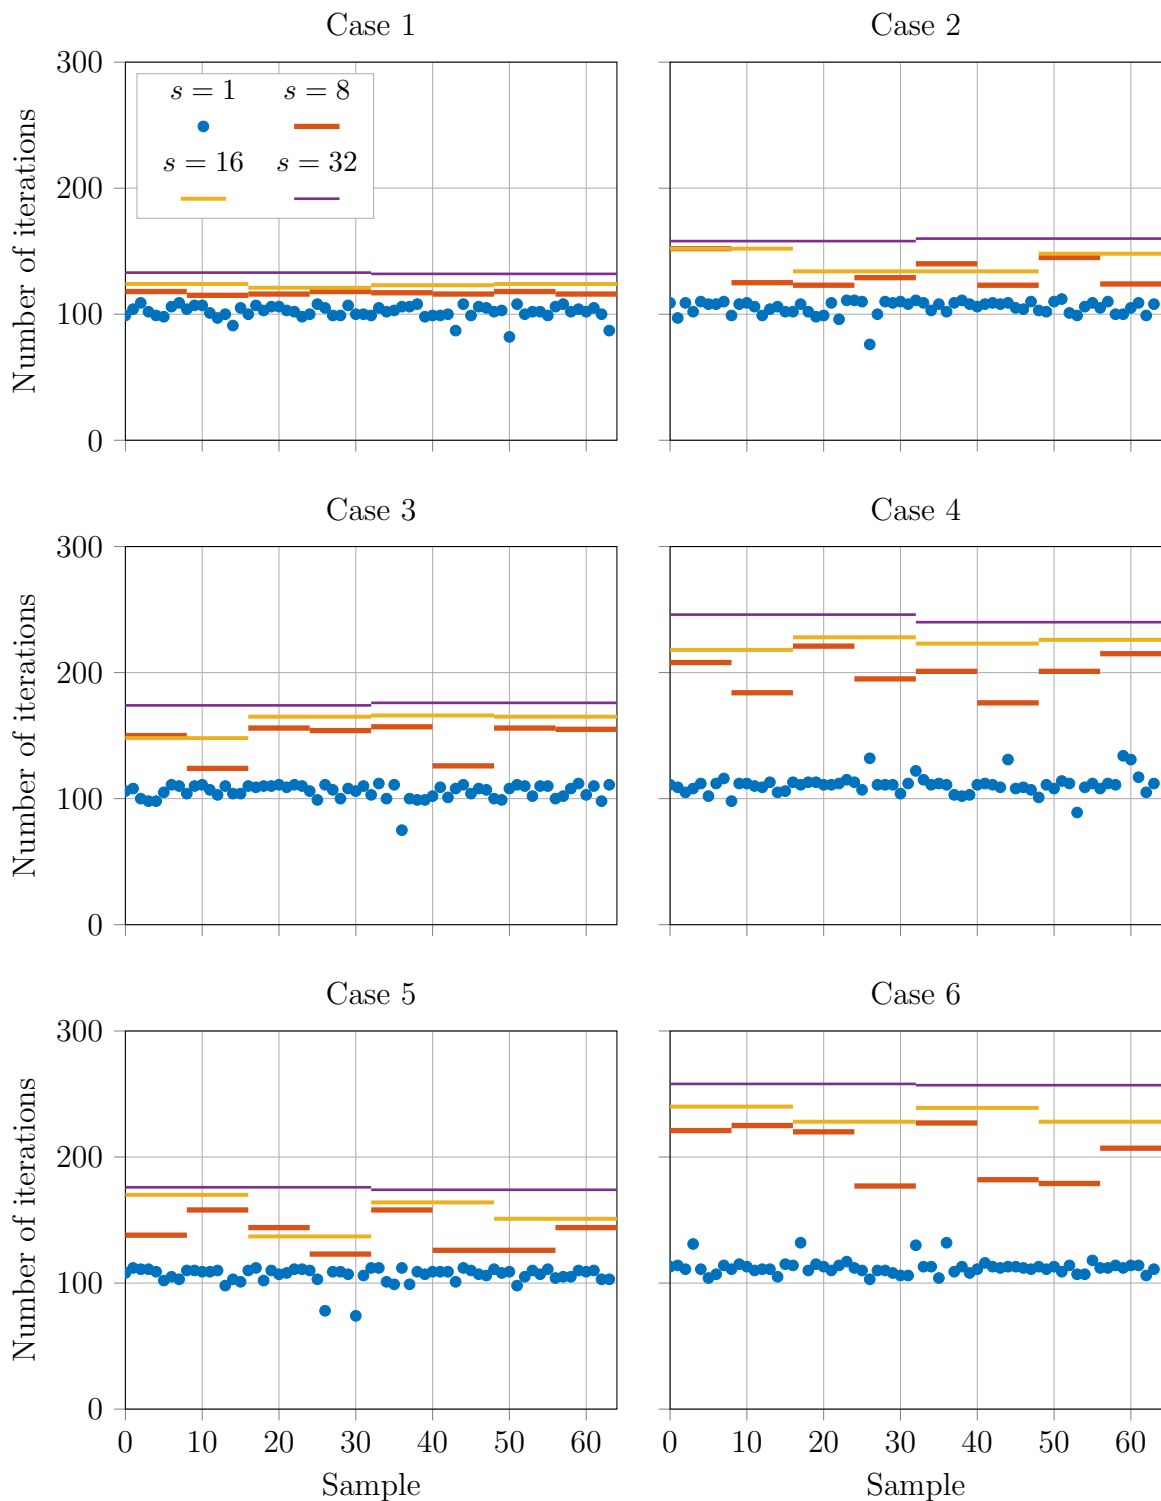 Case 1
Case 2
300
200
100
0
Number of iterations
s = 1
s = 8
s = 16
s = 32
Case 3
Case 4
300
200
100
0
Number of iterations
Case 5
Case 6
300
200
100
0
Number of iterations
0 10 20 30 40 50 60
0 10 20 30 40 50 60
Sample
Sample